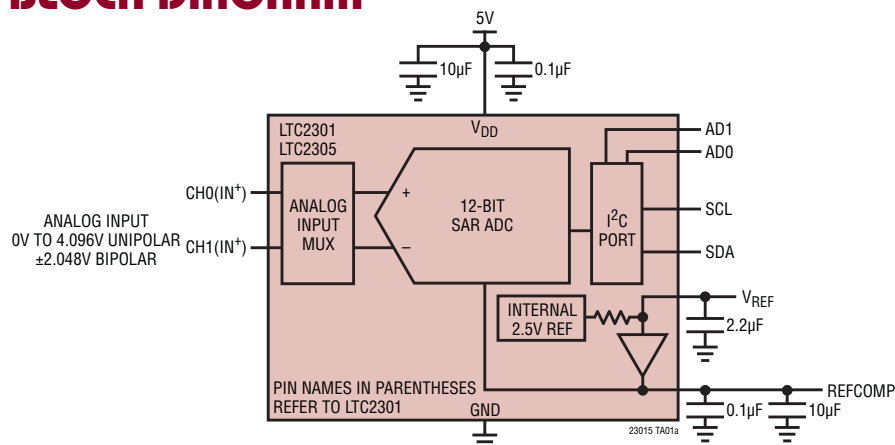 BLOCK DIAGRAM
5V
10µF
0.1µF
LTC2301
LTC2305
VDD
AD1
AD0
CH0(IN+)
ANALOG
INPUT
MUX
+
12-BIT
SAR ADC
I2C
PORT
SCL
ANALOG INPUT
0V TO 4.096V UNIPOLAR
±2.048V BIPOLAR
CH1(IN+)
–
SDA
INTERNAL
2.5V REF
VREF
2.2µF
PIN NAMES IN PARENTHESES
REFER TO LTC2301
GND
REFCOMP
0.1µF
10µF
23015 TA01a